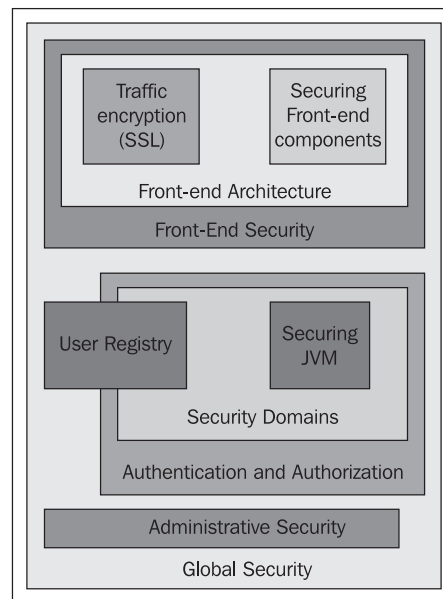 Traffic
encryption
(SSL)
Securing
Front-end
components
Front-end Architecture
Front-End Security
User Registry
Securing
JVM
Security Domains
Authentication and Authorization
Administrative Security
Global Security